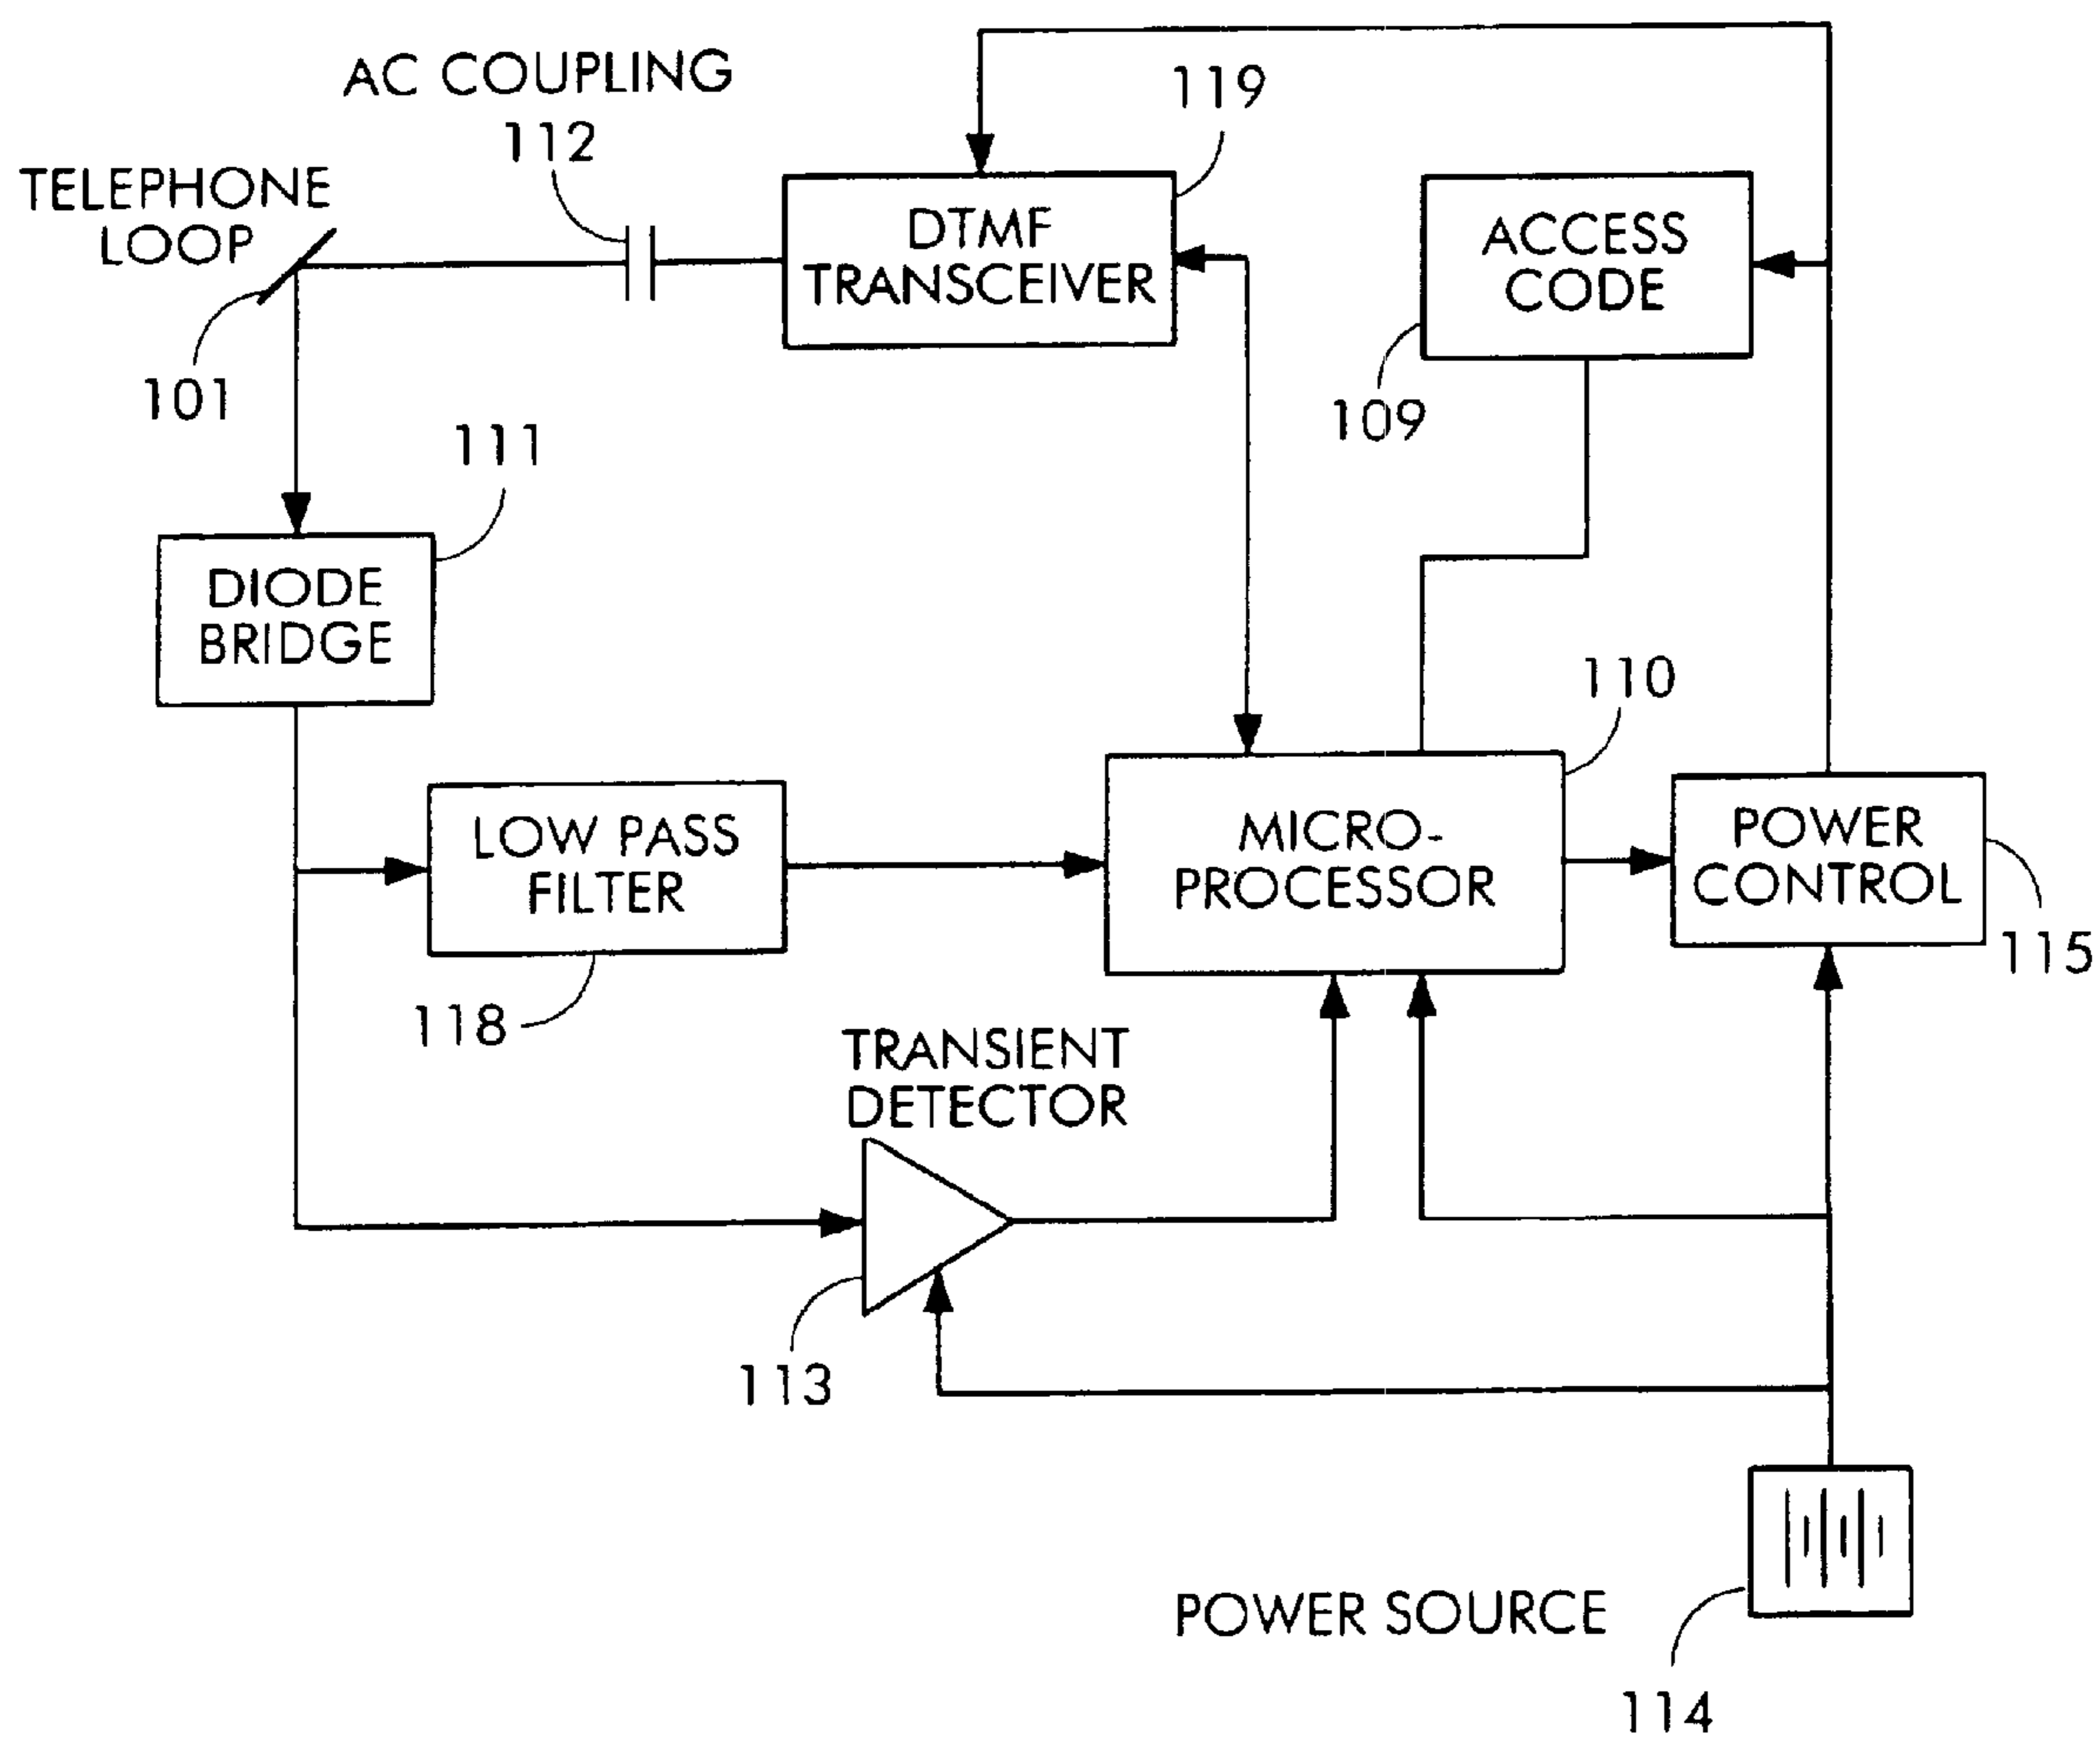 AC COUPLING
112
119
TELEPHONE
LOOP
DTMF
TRANSCEIVER
ACCESS
CODE
101
109
111
DIODE
BRIDGE
110
LOW PASS
FILTER
MICRO-
PROCESSOR
POWER
CONTROL
115
118
TRANSIENT
DETECTOR
113
POWER SOURCE
114